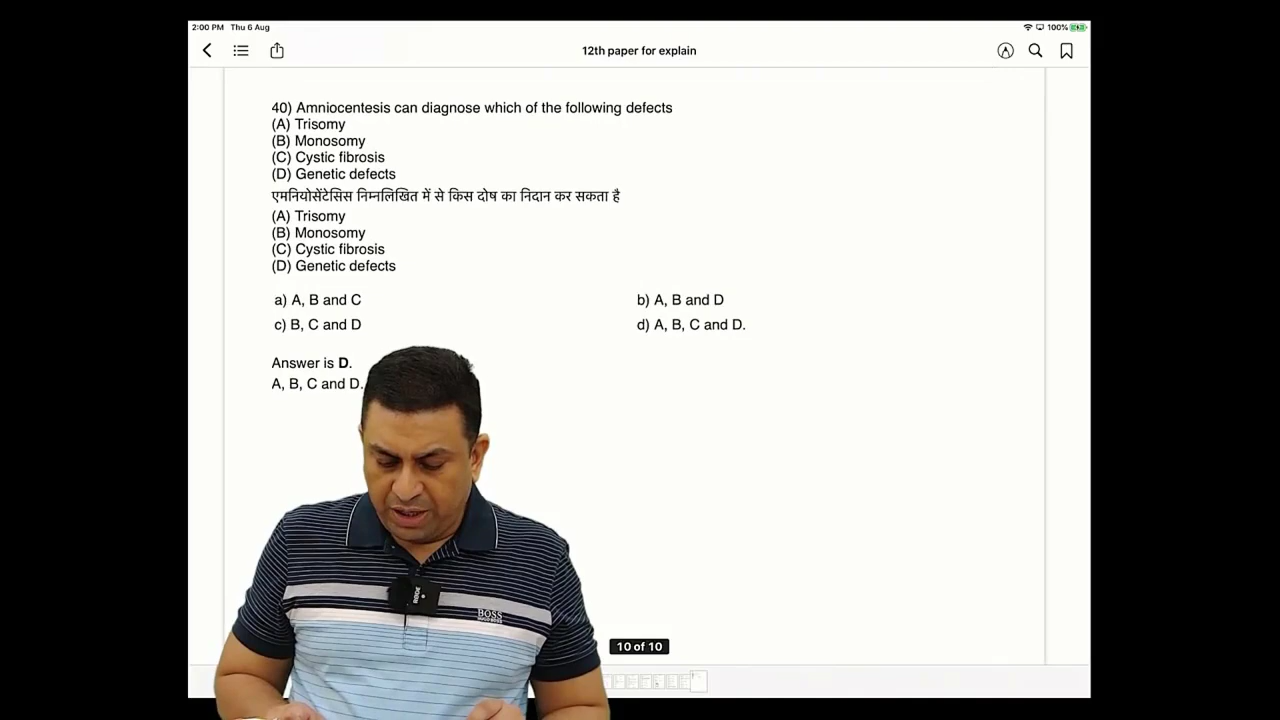 2:00 PM Thu 6 Aug
100%
12th paper for explain
40) Amniocentesis can diagnose which of the following defects
(A) Trisomy
(B) Monosomy
(C) Cystic fibrosis
(D) Genetic defects
एमनियोसेंटेसिस निम्नलिखित में से किस दोष का निदान कर सकता है
(A) Trisomy
(B) Monosomy
(C) Cystic fibrosis
(D) Genetic defects
a) A, B and C
b) A, B and D
c) B, C and D
d) A, B, C and D.
Answer is D.
A, B, C and D.
RODE
BOSS
10 of 10